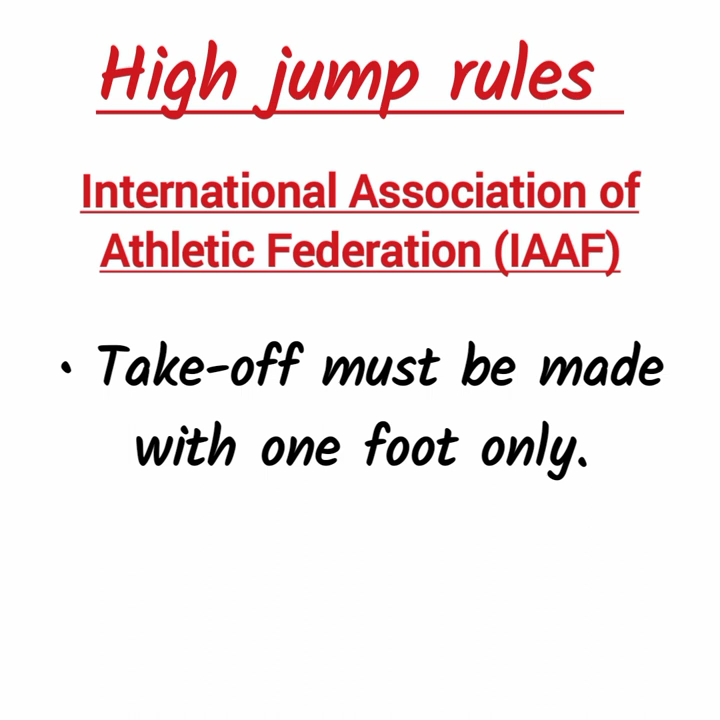 High jump rules
International Association of
Athletic Federation (IAAF)
• Take-off must be made
with one foot only.